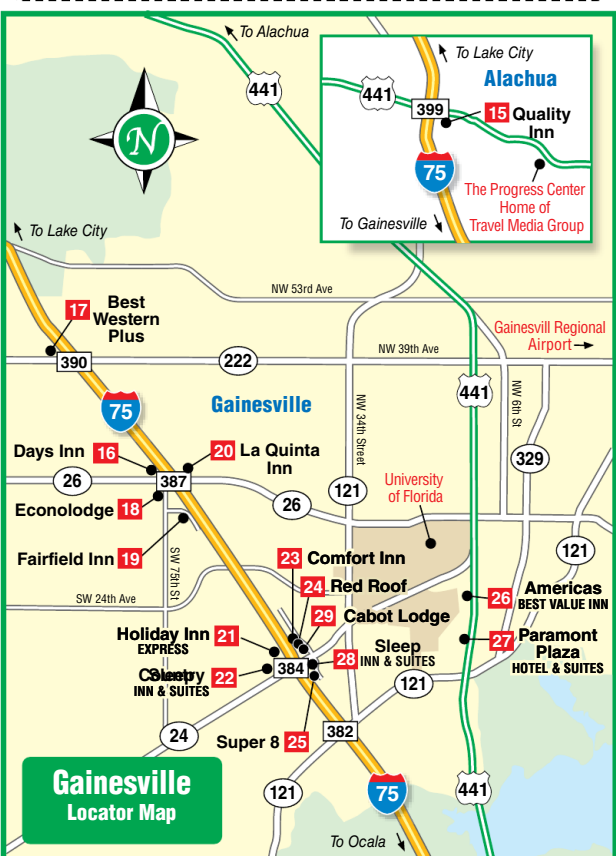 To Alachua
441
To Lake City
Alachua
441
399
15 Quality
Inn
75
The Progress Center
Home of
Travel Media Group
To Gainesville
N
To Lake City
NW 53rd Ave
17 Best
Western
Plus
Gainesvill Regional
Airport
390
222
NW 39th Ave
441
75
Gainesville
NW 34th Street
NW 6th St
Days Inn 16
20 La Quinta
Inn
329
26
387
121
University
of Florida
Econolodge 18
26
Fairfield Inn 19
SW 75th St
121
23 Comfort Inn
24 Red Roof
SW 24th Ave
26 Americas
BEST VALUE INN
29 Cabot Lodge
Holiday Inn 21
EXPRESS
27 Paramont
Plaza
HOTEL & SUITES
28 Sleep
INN & SUITES
384
22
INN & SUITES
121
24
Super 8 25
382
Gainesville
Locator Map
121
75
441
To Ocala